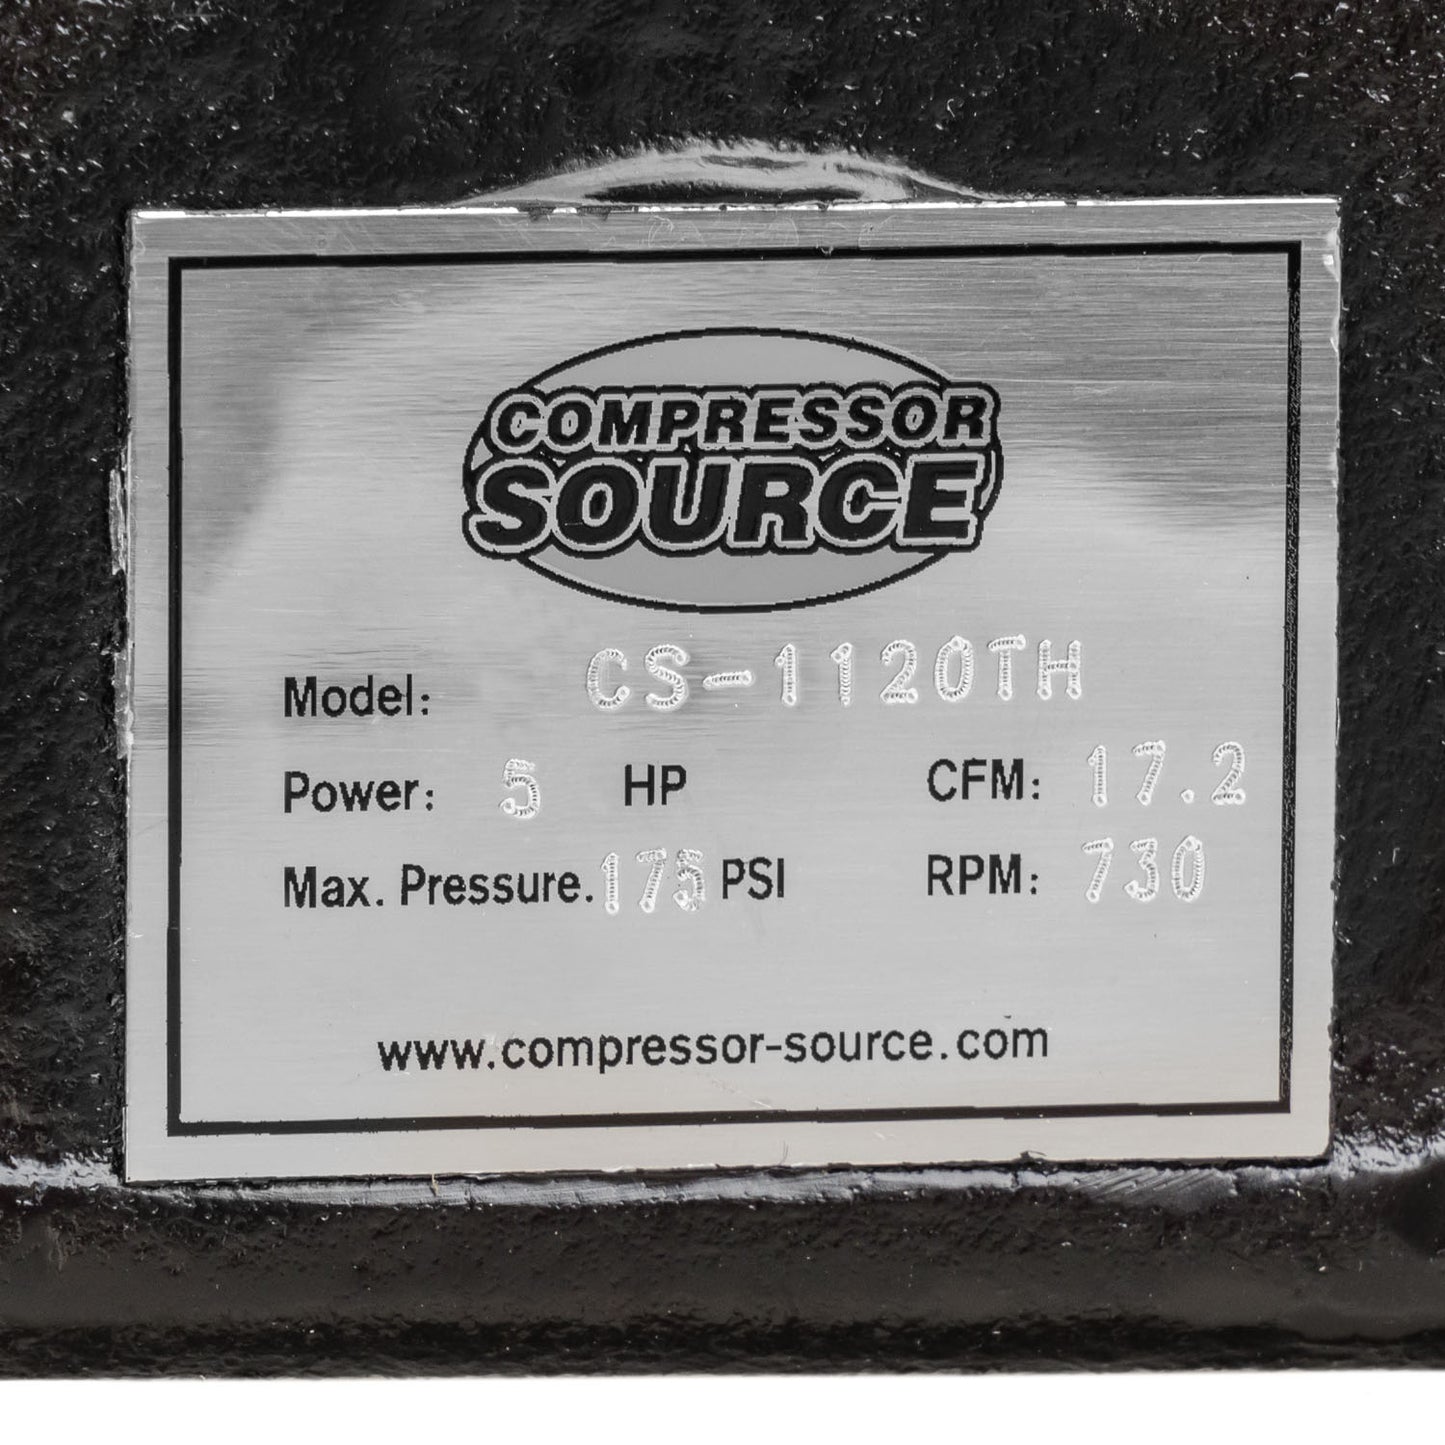 COMPRESSOR
SOURCE
Model: CS-1120TH
Power: 5 HP CFM: 17.2
Max. Pressure. 175 PSI RPM: 730
www.compressor-source.com